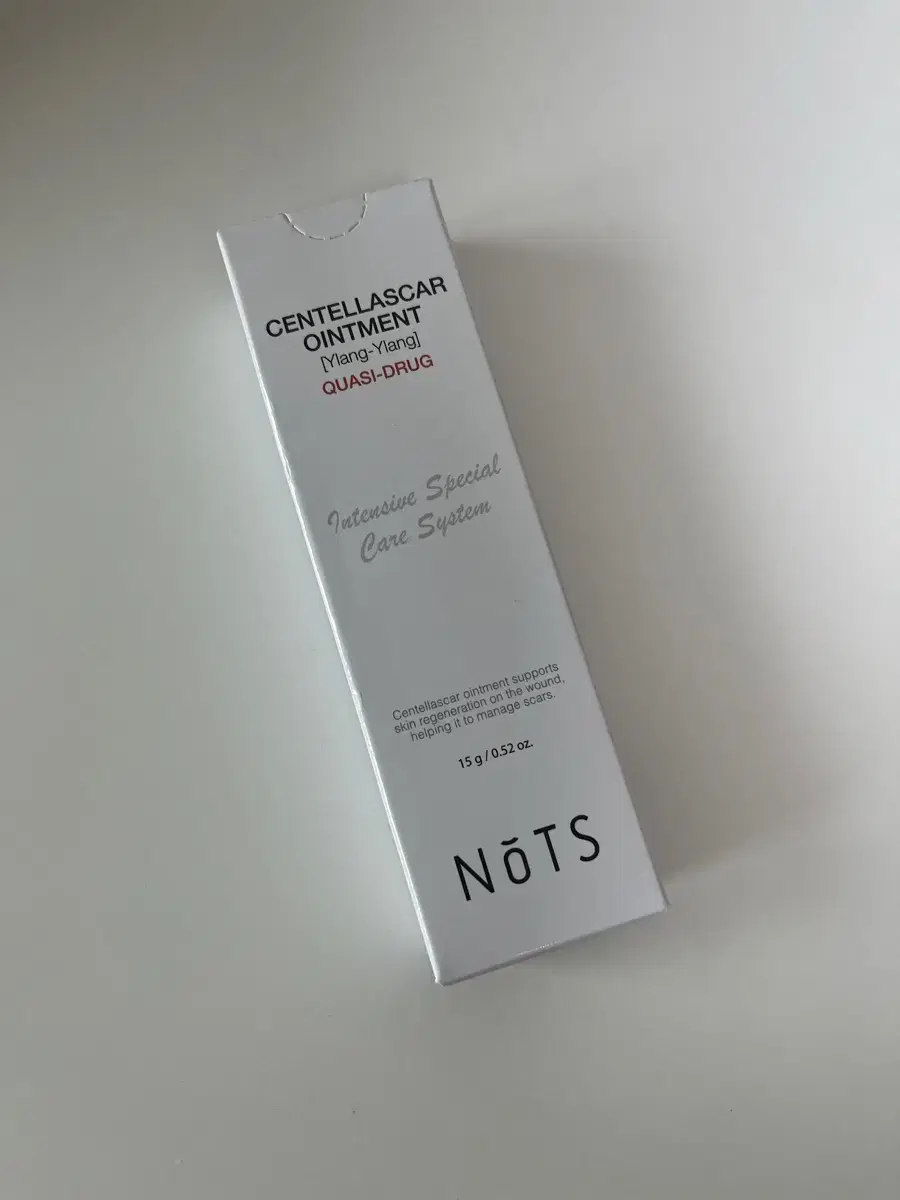 CENTELLASCAR
OINTMENT
[Ylang-Ylang]
QUASI-DRUG
Intensive Special
Care System
Centellascar ointment supports
skin regeneration on the wound,
helping it to manage scars.
15 g / 0.52 oz.
NŏTS